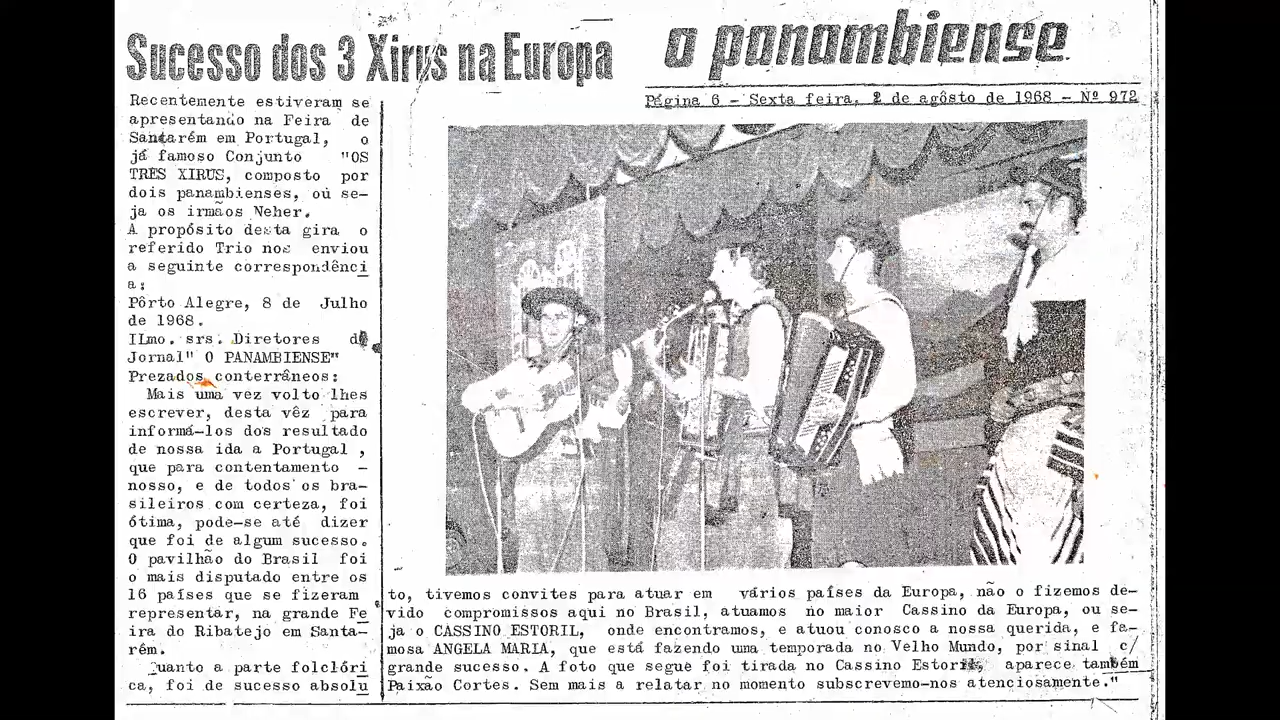 Sucesso dos 3 Xirus na Europa
o panambiense
Página 6 - Sexta feira, 2 de agôsto de 1968 - Nº 972
Recentemente estiveram se
apresentando na Feira de
Santarém em Portugal, o
já famoso Conjunto "OS
TRES XIRUS, composto por
dois panambienses, ou se-
ja os irmãos Neher.
A propósito desta gira o
referido Trio nos enviou
a seguinte correspondênci
a:
Pôrto Alegre, 8 de Julho
de 1968.
ILmo. srs. Diretores do
Jornal" O PANAMBIENSE"
Prezados conterrâneos:
Mais uma vez volto lhes
escrever, desta vêz para
informá-los dos resultado
de nossa ida a Portugal ,
que para contentamento -
nosso, e de todos os bra-
sileiros com certeza, foi
ótima, pode-se até dizer
que foi de algum sucesso.
O pavilhão do Brasil foi
o mais disputado entre os
16 países que se fizeram
representar, na grande Fe
ira do Ribatejo em Santa-
rém.
Quanto a parte folclóri
ca, foi de sucesso absolu
to, tivemos convites para atuar em vários países da Europa, não o fizemos de-
vido compromissos aqui no Brasil, atuamos no maior Cassino da Europa, ou se-
ja o CASSINO ESTORIL, onde encontramos, e atuou conosco a nossa querida, e fa-
mosa ANGELA MARIA, que está fazendo uma temporada no Velho Mundo, por sinal c/
grande sucesso. A foto que segue foi tirada no Cassino Estoril, aparece também
Paixão Cortes. Sem mais a relatar no momento subscrevemo-nos atenciosamente."